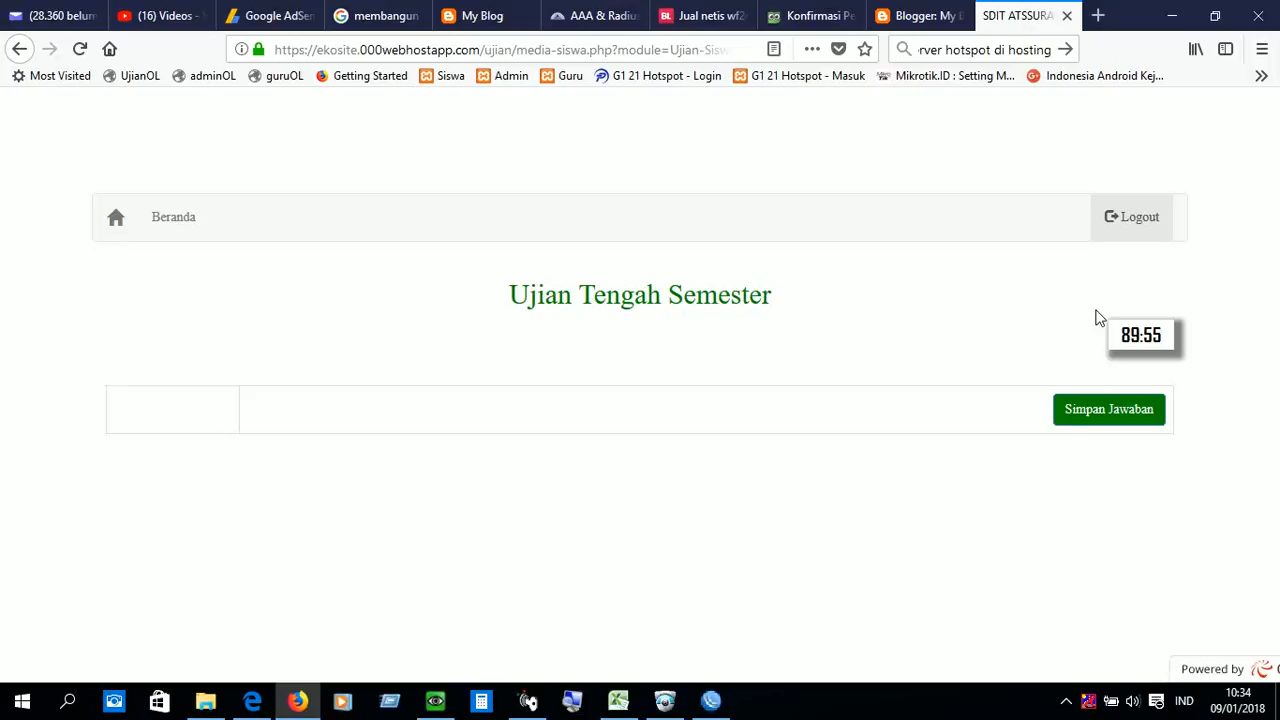 (28.360 belum
(16) Videos -
Google AdSen
membangun
My Blog
AAA & Radiu
Jual netis wf2
Konfirmasi Pe
Blogger: My B
SDIT ATSSURA
https://ekosite.000webhostapp.com/ujian/media-siswa.php?module=Ujian-Sisw
rver hotspot di hosting
Most Visited
UjianOL
adminOL
guruOL
Getting Started
Siswa
Admin
Guru
G1 21 Hotspot - Login
G1 21 Hotspot - Masuk
Mikrotik.ID : Setting M...
Indonesia Android Kej...
Beranda
Logout
Ujian Tengah Semester
89:55
Simpan Jawaban
Powered by
IND
10:34
09/01/2018